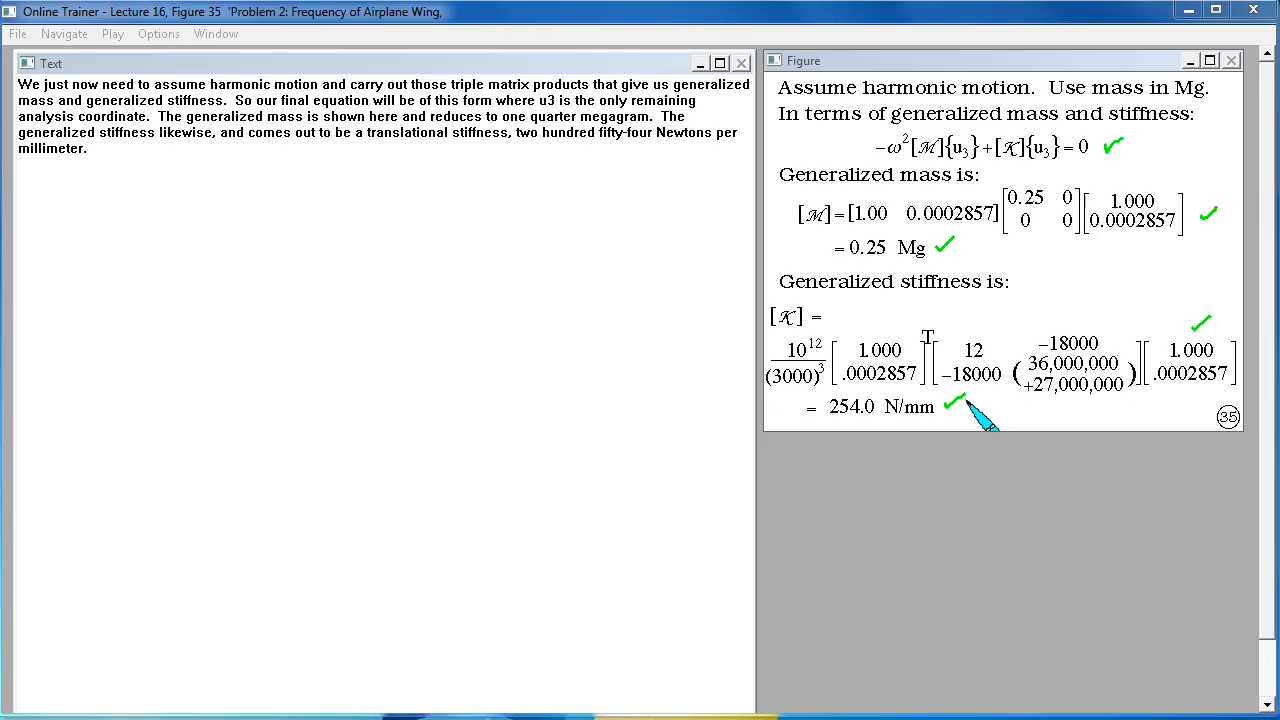 Online Trainer - Lecture 16, Figure 35 'Problem 2: Frequency of Airplane Wing,
File Navigate Play Options Window
Text
We just now need to assume harmonic motion and carry out those triple matrix products that give us generalized
mass and generalized stiffness. So our final equation will be of this form where u3 is the only remaining
analysis coordinate. The generalized mass is shown here and reduces to one quarter megagram. The
generalized stiffness likewise, and comes out to be a translational stiffness, two hundred fifty-four Newtons per
millimeter.
Figure
Assume harmonic motion. Use mass in Mg.
In terms of generalized mass and stiffness:
−ω²[ℳ]{u₃}+[𝒦]{u₃}=0
Generalized mass is:
[ℳ]=[1.00 0.0002857][0.25 0 0 0][1.000 0.0002857]
= 0.25 Mg
Generalized stiffness is:
[𝒦] =
10¹²/(3000)³ [1.000 .0002857]ᵀ [12 −18000 −18000 (36,000,000 +27,000,000)] [1.000 .0002857]
= 254.0 N/mm
35